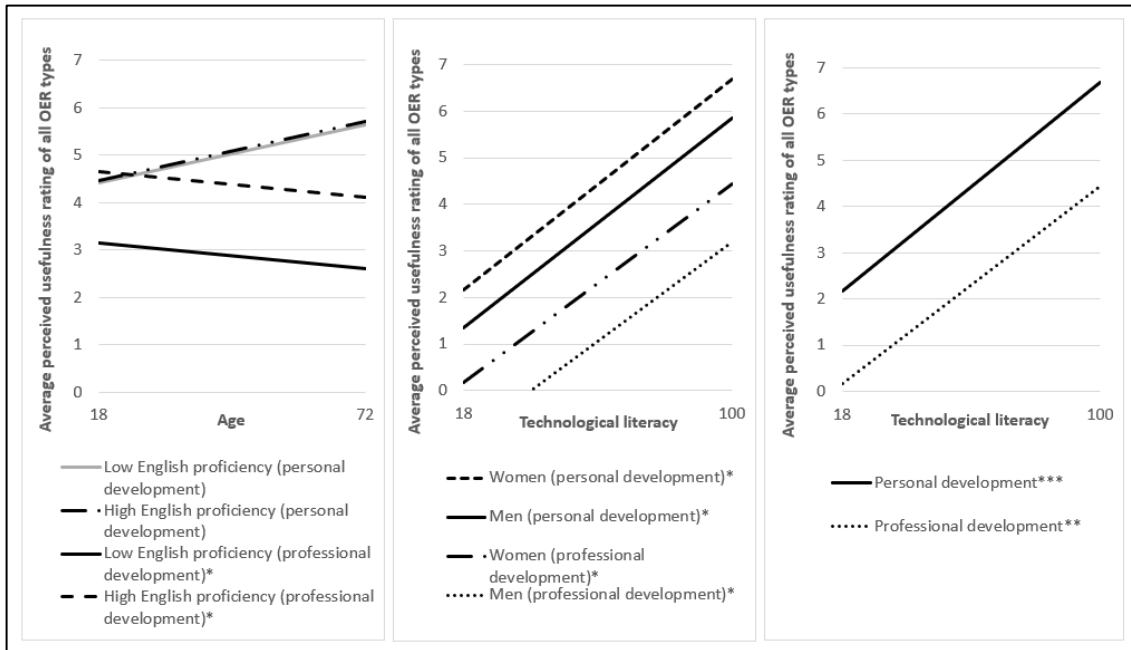 Average perceived usefulness rating of all OER types
7
6
5
4
3
2
1
0
18
72
Age
Low English proficiency (personal
development)
High English proficiency (personal
development)
Low English proficiency (professional
development)*
High English proficiency (professional
development)*
Average perceived usefulness rating of all OER types
7
6
5
4
3
2
1
0
18
100
Technological literacy
Women (personal development)*
Men (personal development)*
Women (professional
development)*
Men (professional development)*
Average perceived usefulness rating of all OER types
7
6
5
4
3
2
1
0
18
100
Technological literacy
Personal development***
Professional development**